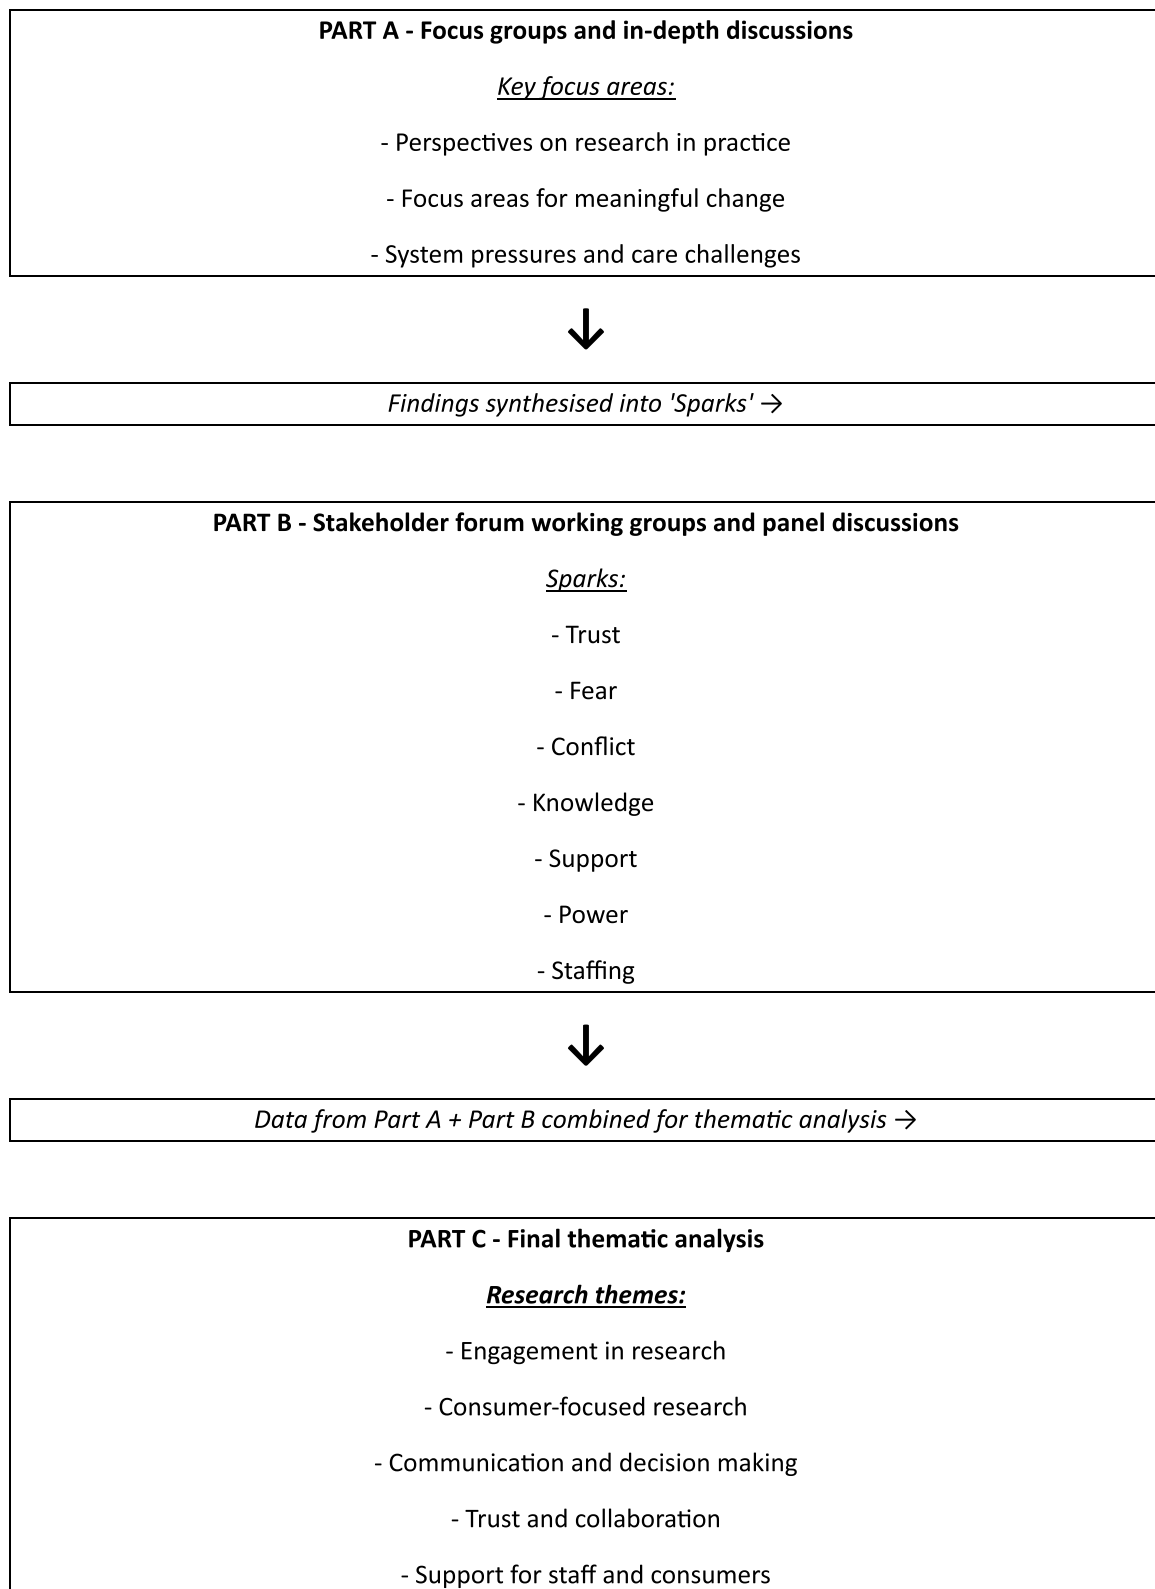 PART A - Focus groups and in-depth discussions
Key focus areas:
- Perspectives on research in practice
- Focus areas for meaningful change
- System pressures and care challenges
↓
Findings synthesised into 'Sparks' →
PART B - Stakeholder forum working groups and panel discussions
Sparks:
- Trust
- Fear
- Conflict
- Knowledge
- Support
- Power
- Staffing
↓
Data from Part A + Part B combined for thematic analysis →
PART C - Final thematic analysis
Research themes:
- Engagement in research
- Consumer-focused research
- Communication and decision making
- Trust and collaboration
- Support for staff and consumers